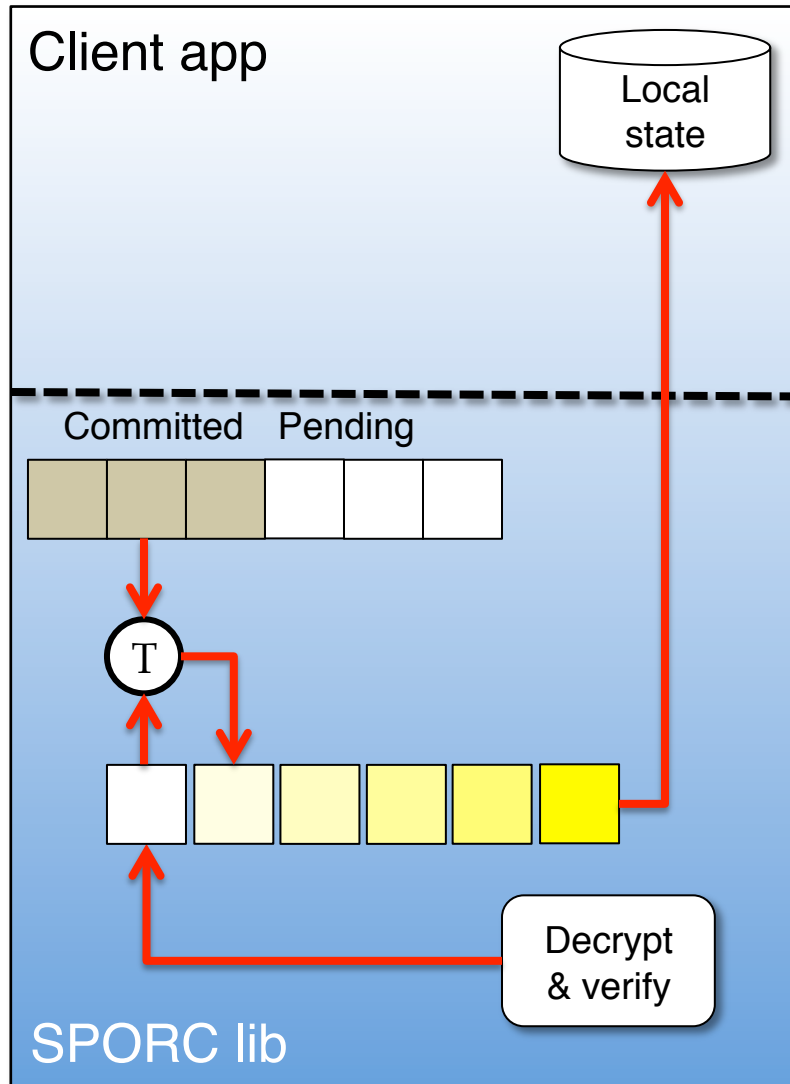 Client app
Local
state
Committed Pending
T
Decrypt
& verify
SPORC lib